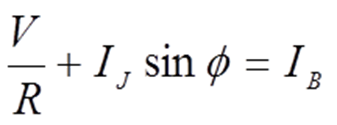 V/R + I_J sin ϕ = I_B